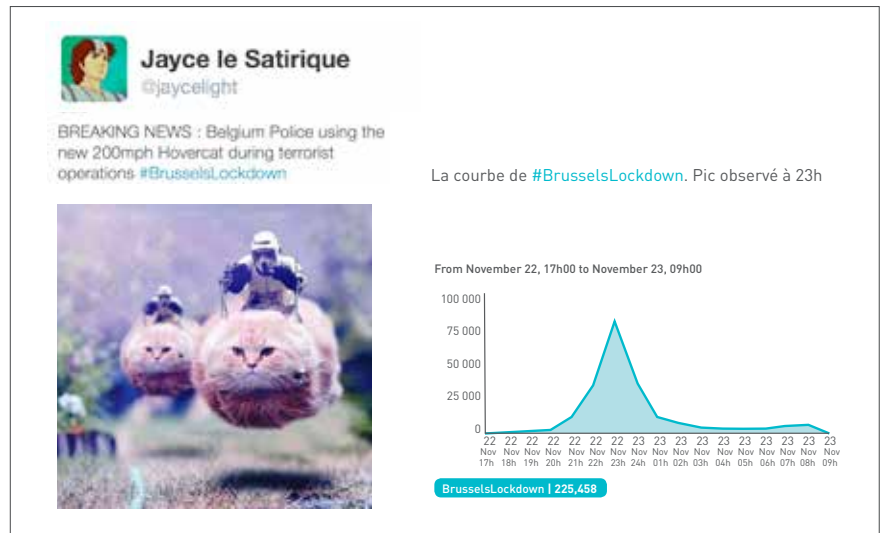 Jayce le Satirique
@jaycelight
BREAKING NEWS : Belgium Police using the
new 200mph Hovercat during terrorist
operations #BrusselsLockdown
La courbe de #BrusselsLockdown. Pic observé à 23h
From November 22, 17h00 to November 23, 09h00
100 000
75 000
50 000
25 000
0
22 22 22 22 22 22 22 23 23 23 23 23 23 23 23 23 23
Nov Nov Nov Nov Nov Nov Nov Nov Nov Nov Nov Nov Nov Nov Nov Nov Nov
17h 18h 19h 20h 21h 22h 23h 24h 01h 02h 03h 04h 05h 06h 07h 08h 09h
BrusselsLockdown | 225,458